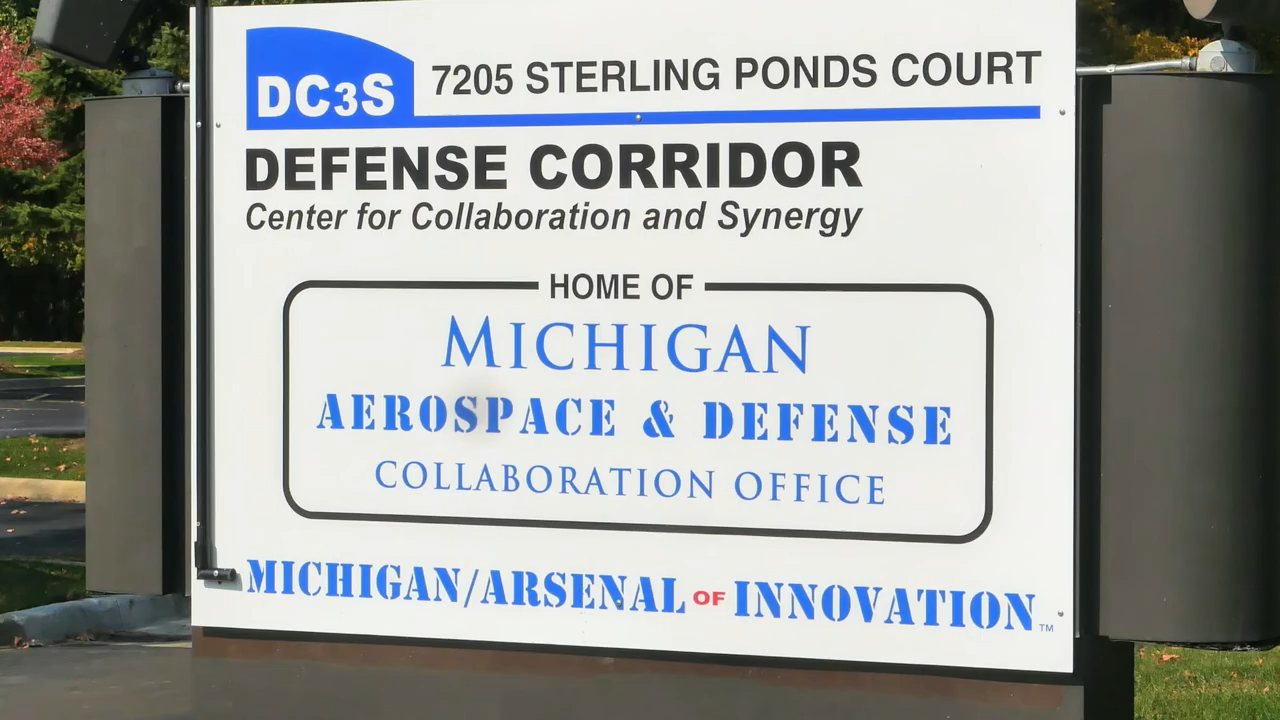 DC3S 7205 STERLING PONDS COURT
DEFENSE CORRIDOR
Center for Collaboration and Synergy
HOME OF
MICHIGAN
AEROSPACE & DEFENSE
COLLABORATION OFFICE
MICHIGAN/ARSENAL OF INNOVATION™